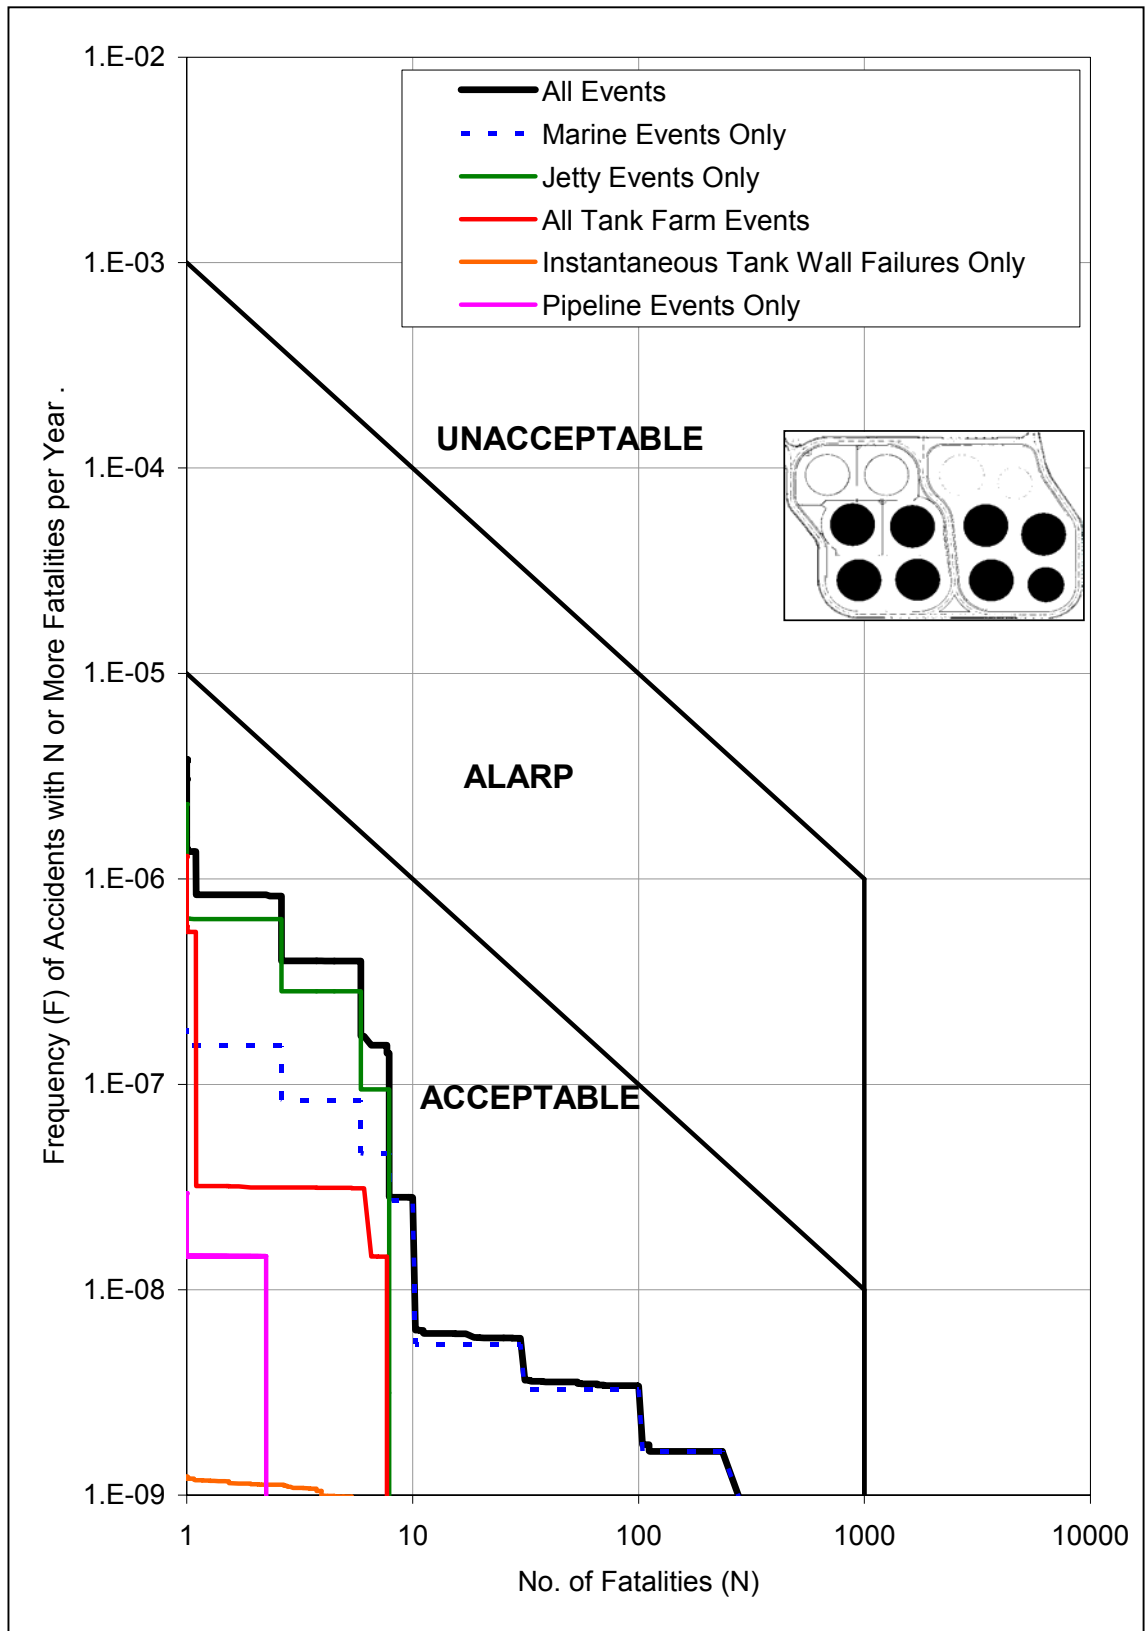 1.E-02
All Events
Marine Events Only
Jetty Events Only
All Tank Farm Events
Instantaneous Tank Wall Failures Only
Pipeline Events Only
1.E-03
UNACCEPTABLE
1.E-04
1.E-05
ALARP
1.E-06
1.E-07
ACCEPTABLE
1.E-08
1.E-09
Frequency (F) of Accidents with N or More Fatalities per Year .
1 10 100 1000 10000
No. of Fatalities (N)